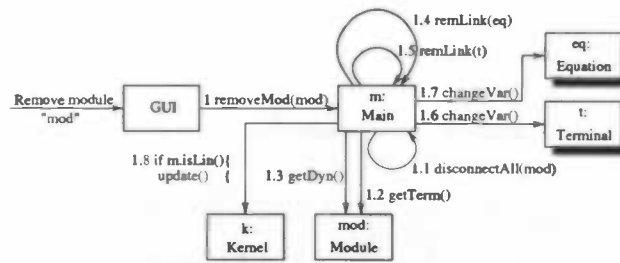 1.4 remLink(eq)
1.5 remLink(t)
eq:
Equation
m:
Main
Remove module
"mod"
GUI
1 removeMod(mod)
1.7 changeVar()
1.6 changeVar()
t:
Terminal
1.8 if m.isLin(){
update() {
1.3 getDyn()
1.1 disconnectAll(mod)
1.2 getTerm()
k:
Kernel
mod:
Module